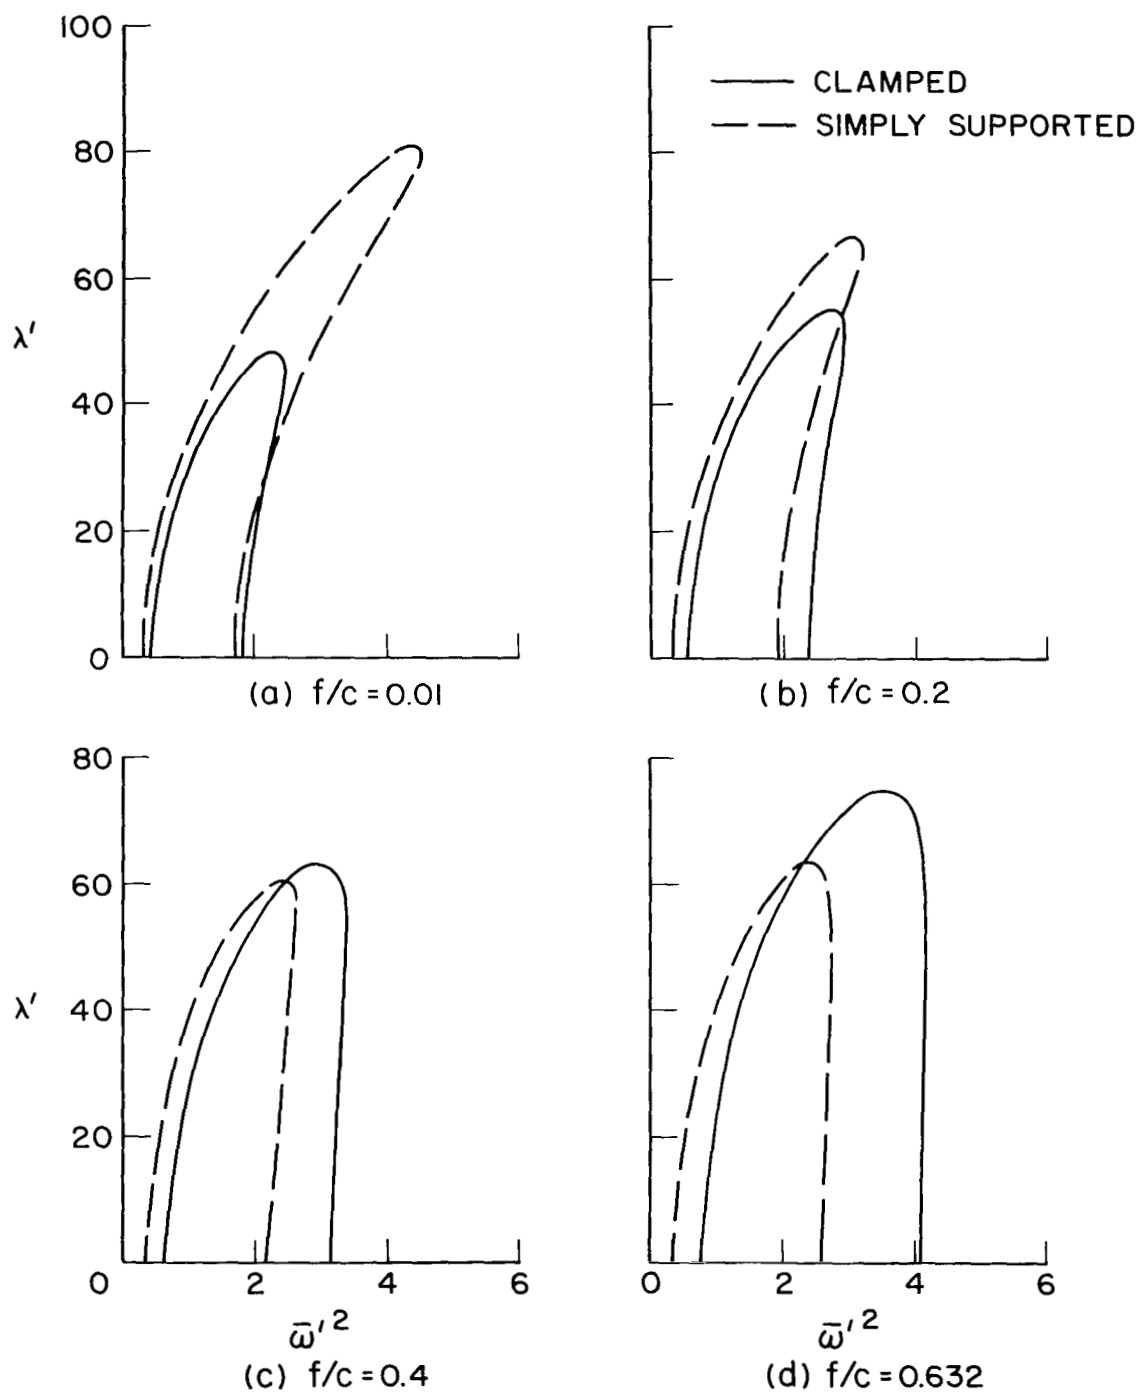 100
80
60
λ'
40
20
0
CLAMPED
SIMPLY SUPPORTED
(a) f/c = 0.01
(b) f/c = 0.2
80
60
λ'
40
20
0 2 4 6
0 2 4 6
ω̄'²
ω̄'²
(c) f/c = 0.4
(d) f/c = 0.632